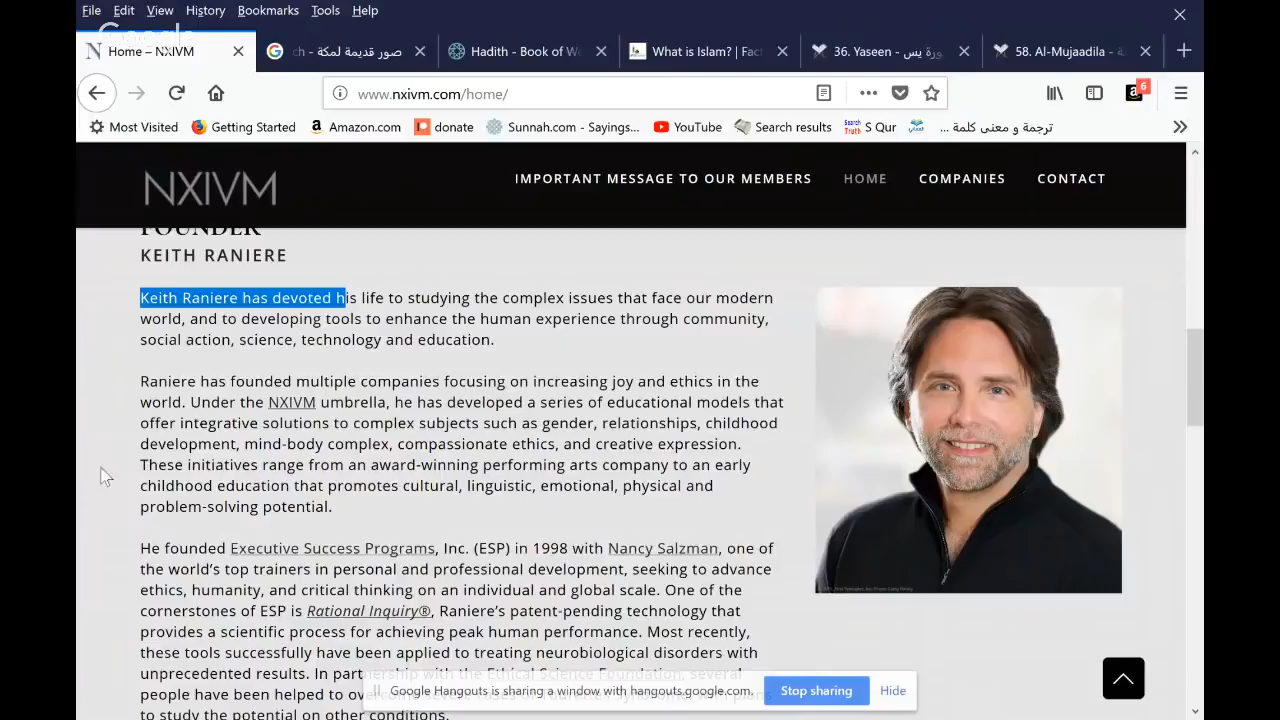 File Edit View History Bookmarks Tools Help
Google
Home – NXIVM
ch - صور قديمة لمكة
Hadith - Book of W
What is Islam? | Fac
36. Yaseen - سورة يس
58. Al-Mujaadila -
www.nxivm.com/home/
6
Most Visited Getting Started Amazon.com donate Sunnah.com - Sayings... YouTube Search results S Qur ترجمة و معنى كلمة ...
NXIVM
IMPORTANT MESSAGE TO OUR MEMBERS HOME COMPANIES CONTACT
FOUNDER
KEITH RANIERE
Keith Raniere has devoted his life to studying the complex issues that face our modern
world, and to developing tools to enhance the human experience through community,
social action, science, technology and education.
Raniere has founded multiple companies focusing on increasing joy and ethics in the
world. Under the NXIVM umbrella, he has developed a series of educational models that
offer integrative solutions to complex subjects such as gender, relationships, childhood
development, mind-body complex, compassionate ethics, and creative expression.
These initiatives range from an award-winning performing arts company to an early
childhood education that promotes cultural, linguistic, emotional, physical and
problem-solving potential.
He founded Executive Success Programs, Inc. (ESP) in 1998 with Nancy Salzman, one of
the world's top trainers in personal and professional development, seeking to advance
ethics, humanity, and critical thinking on an individual and global scale. One of the
cornerstones of ESP is Rational Inquiry®, Raniere's patent-pending technology that
provides a scientific process for achieving peak human performance. Most recently,
these tools successfully have been applied to treating neurobiological disorders with
unprecedented results. In partnership with the Ethical Science Foundation, several
people have been helped to
to study the potential on other conditions.
Google Hangouts is sharing a window with hangouts.google.com. Stop sharing Hide